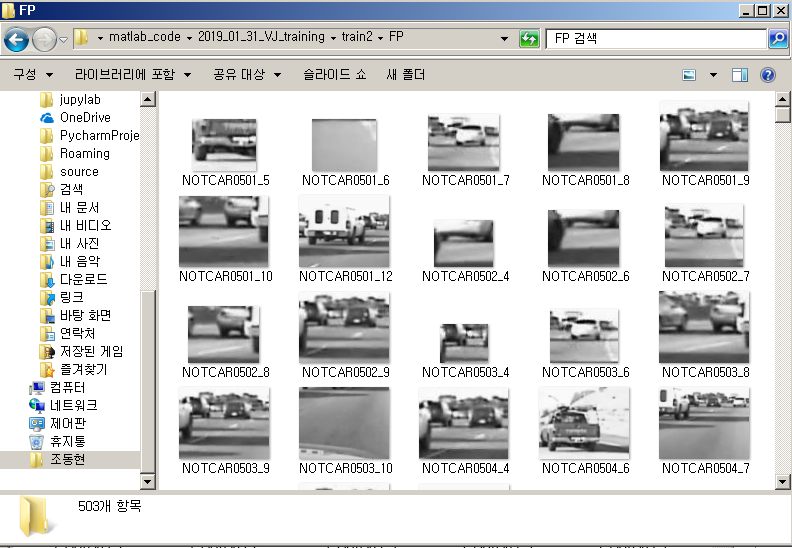 FP
matlab_code 2019_01_31_VJ_training train2 FP
FP 검색
구성 라이브러리에 포함 공유 대상 슬라이드 쇼 새 폴더
jupylab
OneDrive
PycharmProje
Roaming
source
검색
내 문서
내 비디오
내 사진
내 음악
다운로드
링크
바탕 화면
연락처
저장된 게임
즐겨찾기
컴퓨터
네트워크
제어판
휴지통
조동현
NOTCAR0501_5 NOTCAR0501_6 NOTCAR0501_7 NOTCAR0501_8 NOTCAR0501_9
NOTCAR0501_10 NOTCAR0501_12 NOTCAR0502_4 NOTCAR0502_6 NOTCAR0502_7
NOTCAR0502_8 NOTCAR0502_9 NOTCAR0503_4 NOTCAR0503_6 NOTCAR0503_8
NOTCAR0503_9 NOTCAR0503_10 NOTCAR0504_4 NOTCAR0504_6 NOTCAR0504_7
503개 항목